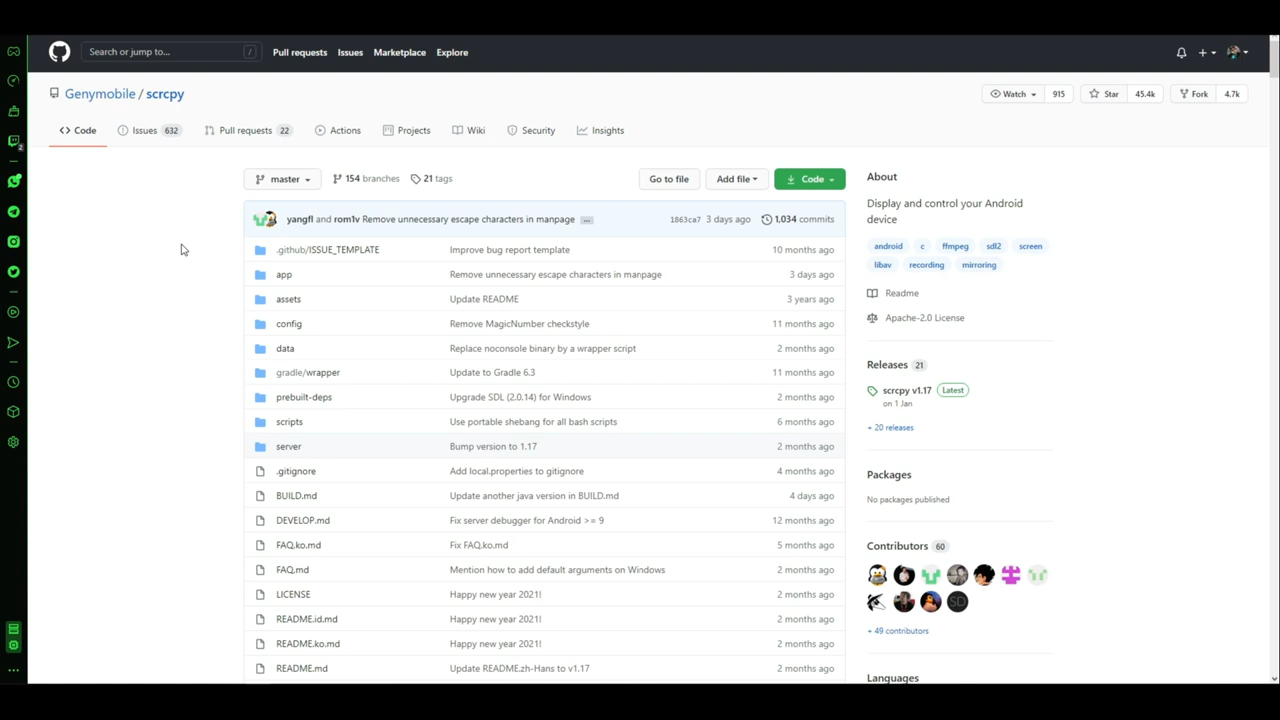 Search or jump to... /
Pull requests Issues Marketplace Explore
Genymobile / scrcpy
Watch 915 Star 45.4k Fork 4.7k
Code Issues 632 Pull requests 22 Actions Projects Wiki Security Insights
master 154 branches 21 tags Go to file Add file Code
yangfl and rom1v Remove unnecessary escape characters in manpage ... 1863ca7 3 days ago 1,034 commits
.github/ISSUE_TEMPLATE Improve bug report template 10 months ago
app Remove unnecessary escape characters in manpage 3 days ago
assets Update README 3 years ago
config Remove MagicNumber checkstyle 11 months ago
data Replace noconsole binary by a wrapper script 2 months ago
gradle/wrapper Update to Gradle 6.3 11 months ago
prebuilt-deps Upgrade SDL (2.0.14) for Windows 2 months ago
scripts Use portable shebang for all bash scripts 6 months ago
server Bump version to 1.17 2 months ago
.gitignore Add local.properties to gitignore 4 months ago
BUILD.md Update another java version in BUILD.md 4 days ago
DEVELOP.md Fix server debugger for Android >= 9 12 months ago
FAQ.ko.md Fix FAQ.ko.md 5 months ago
FAQ.md Mention how to add default arguments on Windows 2 months ago
LICENSE Happy new year 2021! 2 months ago
README.id.md Happy new year 2021! 2 months ago
README.ko.md Happy new year 2021! 2 months ago
README.md Update README.zh-Hans to v1.17 2 months ago
About
Display and control your Android
device
android c ffmpeg sdl2 screen
libav recording mirroring
Readme
Apache-2.0 License
Releases 21
scrcpy v1.17 Latest
on 1 Jan
+ 20 releases
Packages
No packages published
Contributors 60
SD
+ 49 contributors
Languages